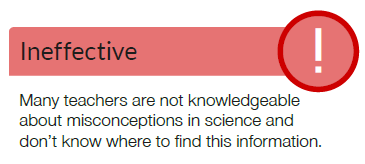 Ineffective
!
Many teachers are not knowledgeable
about misconceptions in science and
don't know where to find this information.